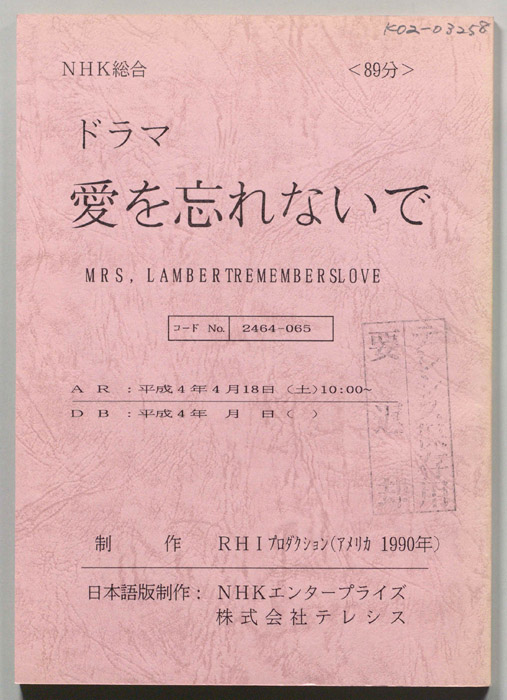 K02-03258
NHK総合 <89分>
ドラマ
愛を忘れないで
MRS, LAMBERTREMEMBERSLOVE
コード No. 2464-065
AR :平成4年4月18日(土)10:00~
DB :平成4年 月 日( )
制 作 RHIプロダクション(アメリカ 1990年)
日本語版制作: NHKエンタープライズ
株式会社テレシス